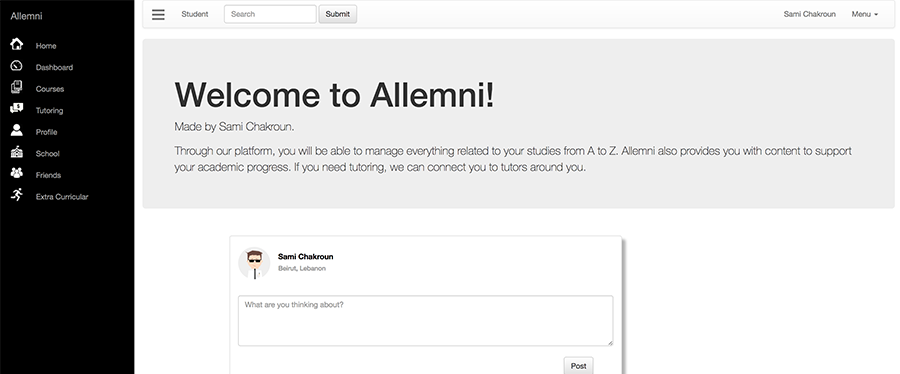 Allemni
Home
Dashboard
Courses
Tutoring
Profile
School
Friends
Extra Curricular
Student Search Submit Sami Chakroun Menu
Welcome to Allemni!
Made by Sami Chakroun.
Through our platform, you will be able to manage everything related to your studies from A to Z. Allemni also provides you with content to support
your academic progress. If you need tutoring, we can connect you to tutors around you.
Sami Chakroun
Beirut, Lebanon
What are you thinking about?
Post